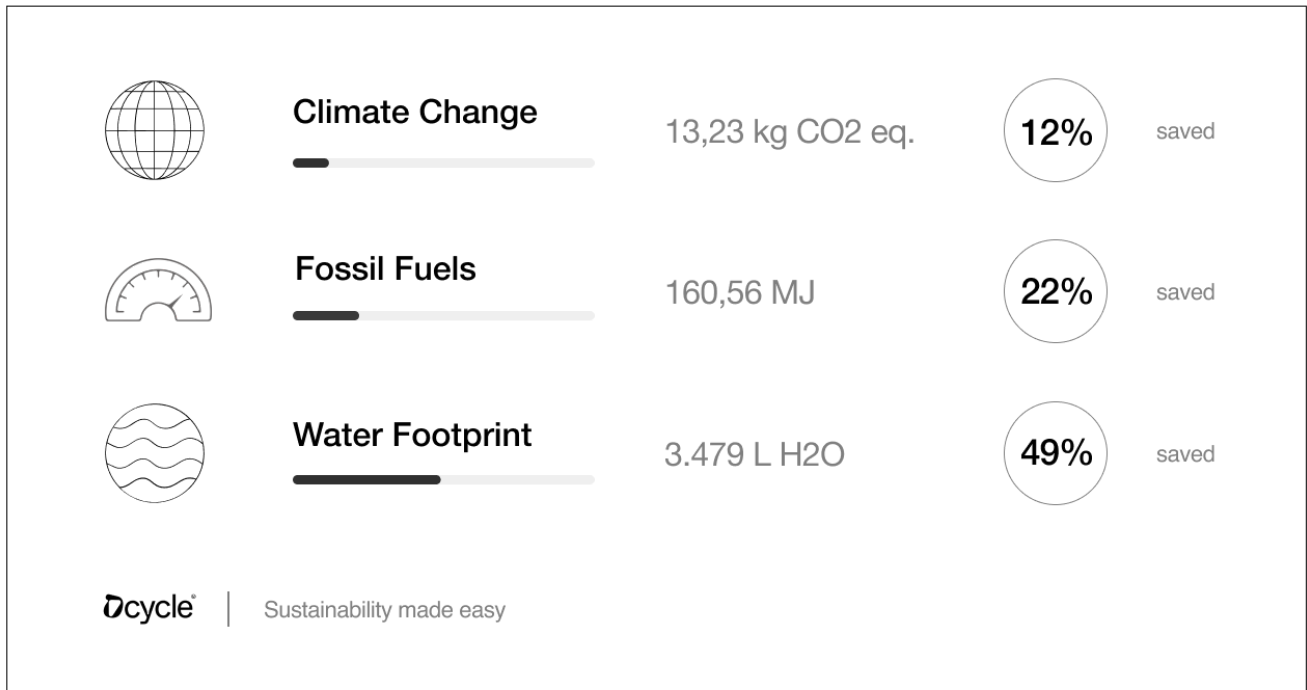 Climate Change
13,23 kg CO2 eq.
12%
saved
Fossil Fuels
160,56 MJ
22%
saved
Water Footprint
3.479 L H2O
49%
saved
Dcycle®
Sustainability made easy